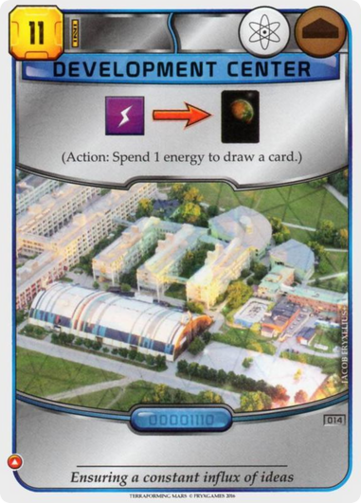 11
DEVELOPMENT CENTER
(Action: Spend 1 energy to draw a card.)
JACOB FRYXELIUS
00001110
014
Ensuring a constant influx of ideas
TERRAFORMING MARS © FRYXGAMES 2016